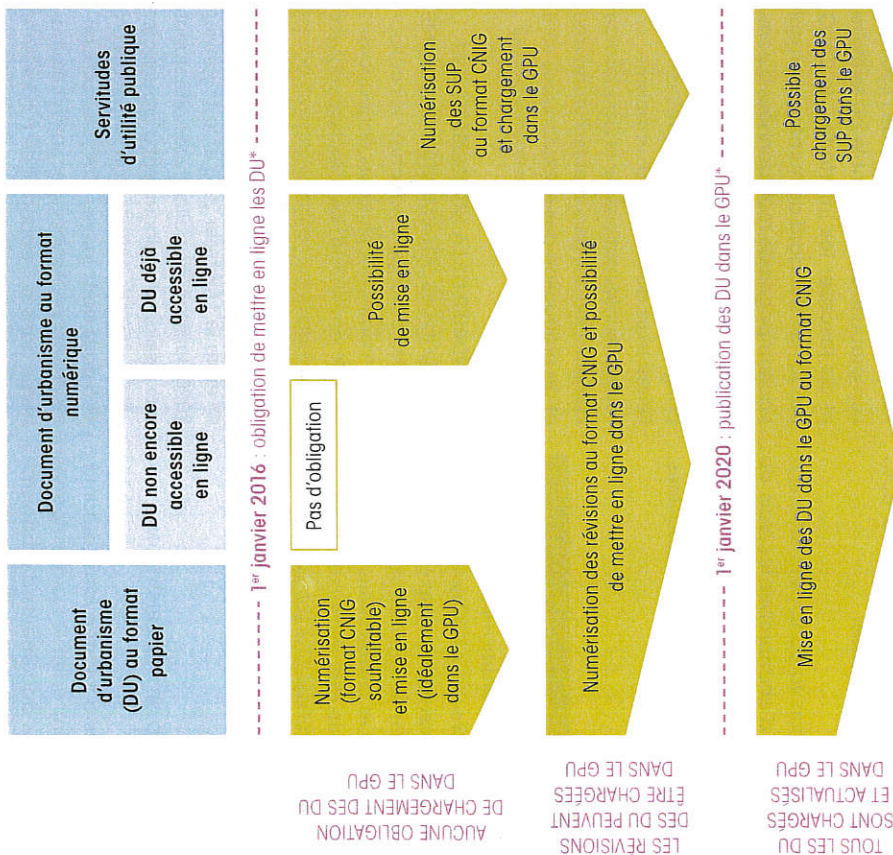 Document
d'urbanisme
(DU) au format
papier
Document d'urbanisme au format
numérique
DU non encore
accessible
en ligne
DU déjà
accessible
en ligne
Servitudes
d'utilité publique
1er janvier 2016 : obligation de mettre en ligne les DU*
AUCUNE OBLIGATION
DE CHARGEMENT DES DU
DANS LE GPU
Numérisation
(format CNIG
souhaitable)
et mise en ligne
(idéalement
dans le GPU)
Pas d'obligation
Possibilité
de mise en ligne
Numérisation
des SUP
au format CNIG
et chargement
dans le GPU
LES RÉVISIONS
DES DU PEUVENT
ÊTRE CHARGÉES
DANS LE GPU
Numérisation des révisions au format CNIG et possibilité
de mettre en ligne dans le GPU
1er janvier 2020 : publication des DU dans le GPU*
TOUS LES DU
SONT CHARGÉS
ET ACTUALISÉS
DANS LE GPU
Mise en ligne des DU dans le GPU au format CNIG
Possible
chargement des
SUP dans le GPU